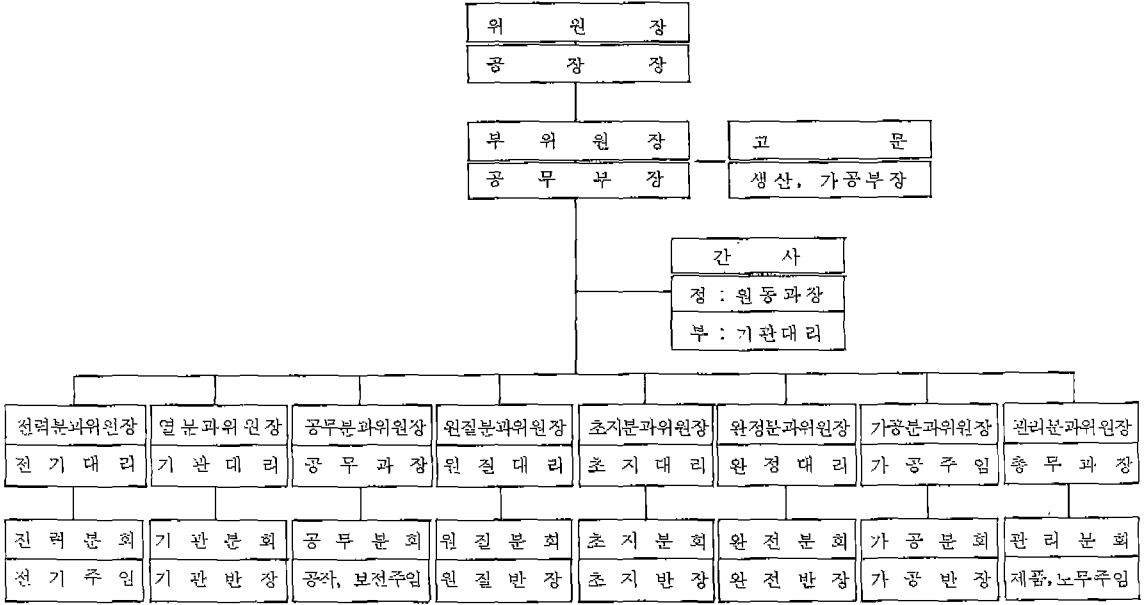 위 원 장
공 장 장
부 위 원 장
공 무 부 장
고 문
생산, 가공부장
간 사
정 : 원동과장
부 : 기관대리
전력분과위원장 열분과위원장 공무분과위원장 원질분과위원장 초지분과위원장 완정분과위원장 가공분과위원장 관리분과위원장
전기대리 기관대리 공무과장 원질대리 초지대리 완정대리 가공주임 총무과장
전력분회 기관분회 공무분회 원질분회 초지분회 완전분회 가공분회 관리분회
전기주임 기관반장 공작, 보전주임 원질반장 초지반장 완전반장 가공반장 제품,노무주임